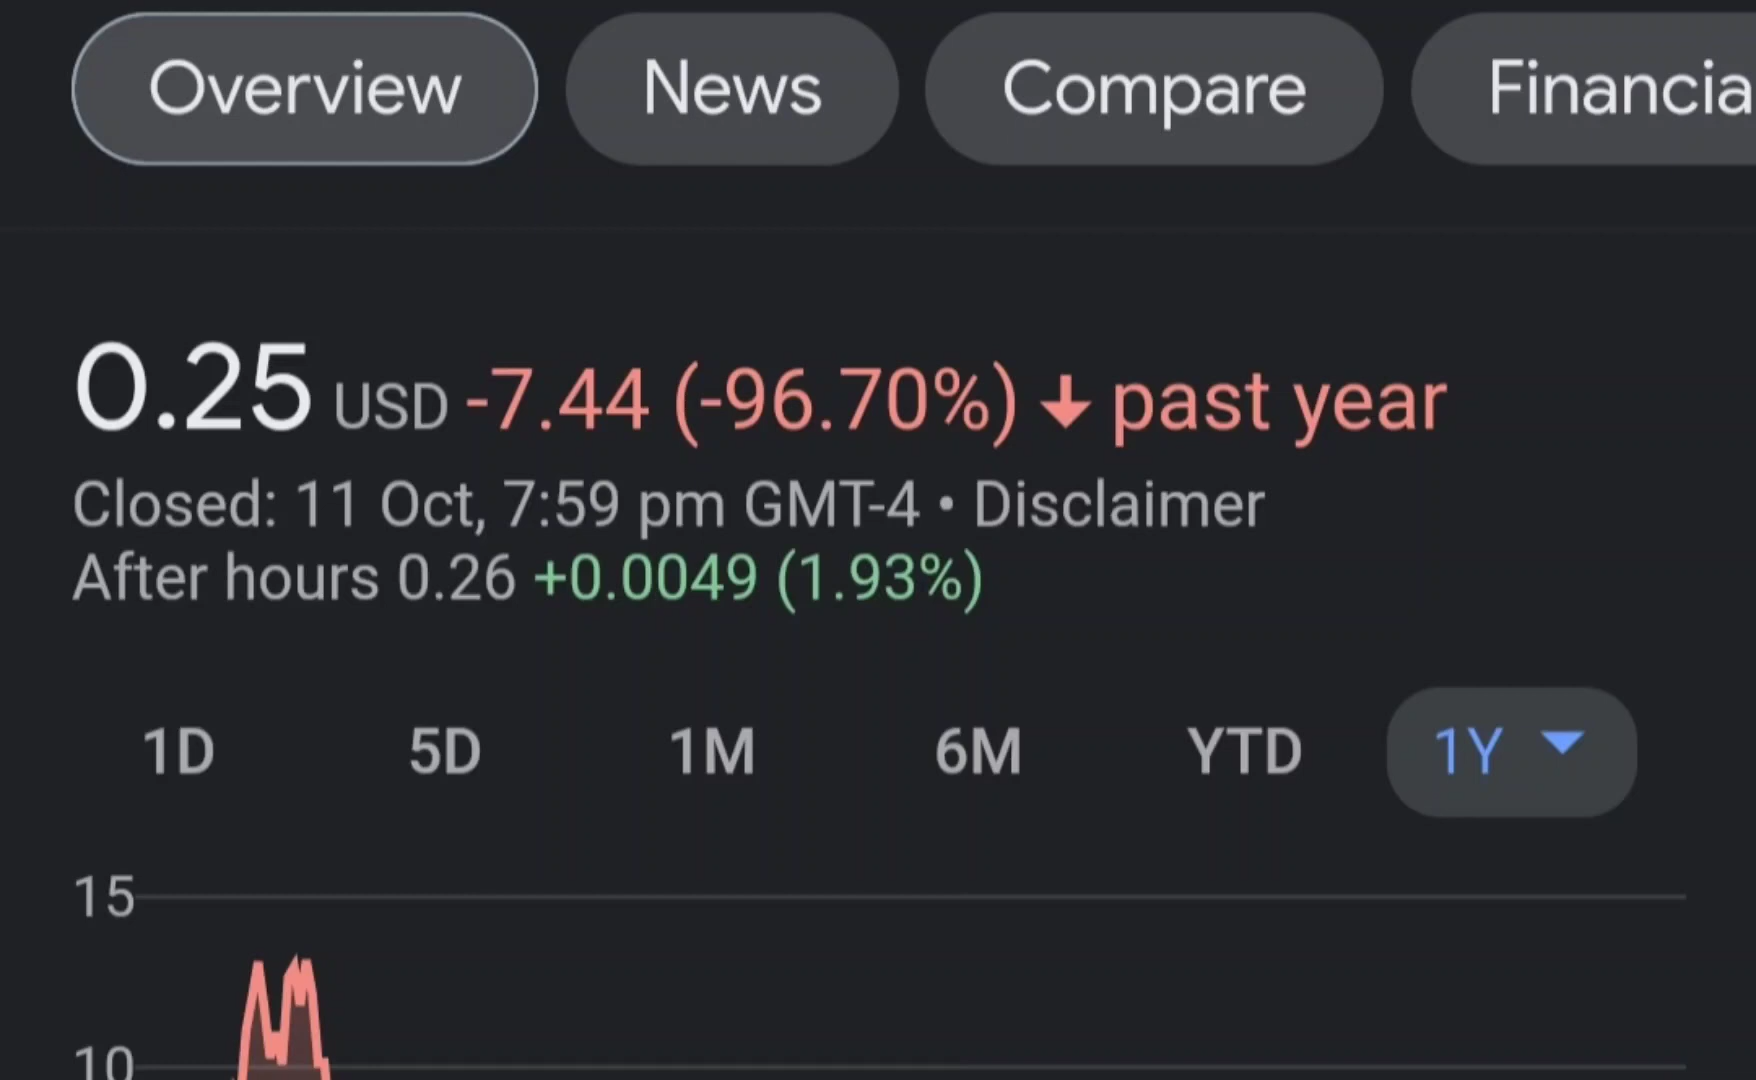 Overview News Compare Financia
0.25 USD -7.44 (-96.70%) ↓ past year
Closed: 11 Oct, 7:59 pm GMT-4 • Disclaimer
After hours 0.26 +0.0049 (1.93%)
1D 5D 1M 6M YTD 1Y
15
10